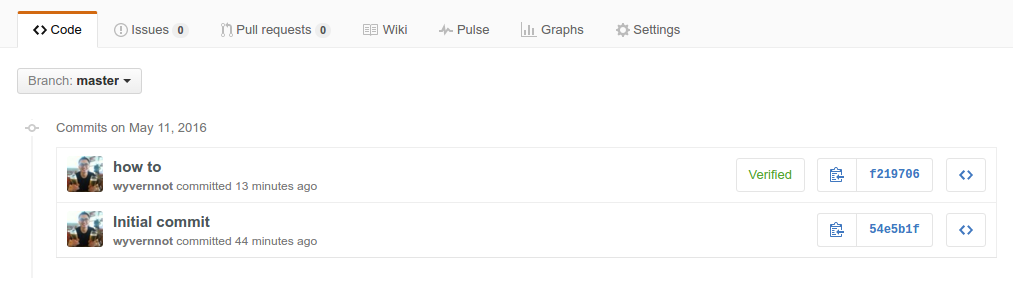 Code Issues 0 Pull requests 0 Wiki Pulse Graphs Settings
Branch: master
Commits on May 11, 2016
how to
wyvernnot committed 13 minutes ago
Verified f219706
Initial commit
wyvernnot committed 44 minutes ago
54e5b1f